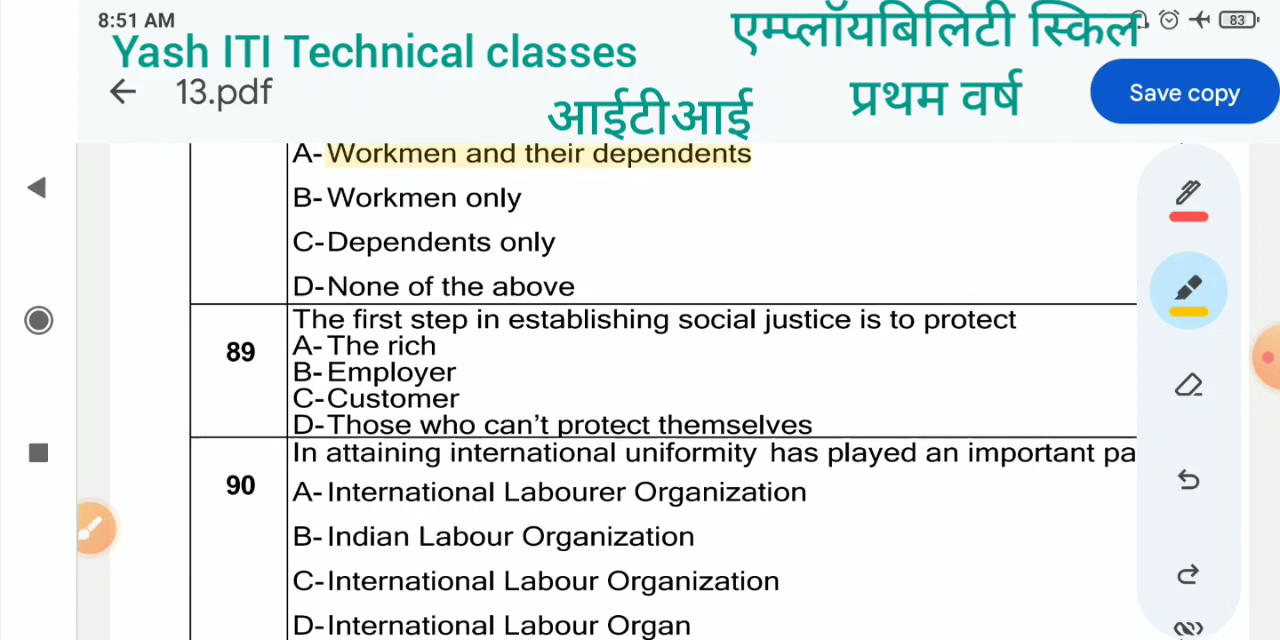 8:51 AM
83
Yash ITI Technical classes
एम्प्लॉयबिलिटी स्किल
13.pdf
आईटीआई
प्रथम वर्ष
Save copy
A-Workmen and their dependents
B-Workmen only
C-Dependents only
D-None of the above
89
The first step in establishing social justice is to protect
A-The rich
B-Employer
C-Customer
D-Those who can't protect themselves
90
In attaining international uniformity has played an important pa
A-International Labourer Organization
B-Indian Labour Organization
C-International Labour Organization
D-International Labour Organ